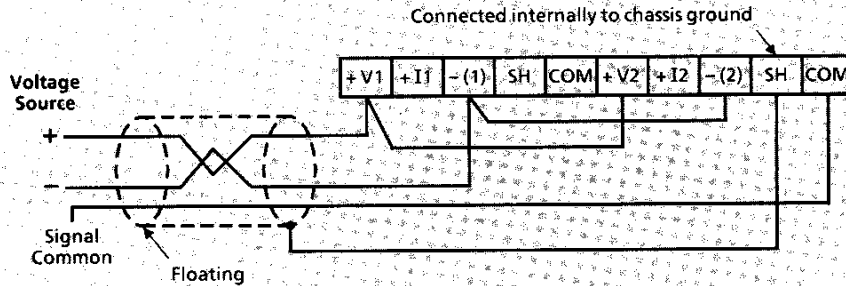 Connected internally to chassis ground
+V1 +I1 -(1) SH COM +V2 +I2 -(2) SH COM
Voltage
Source
+
-
Signal
Common
Floating